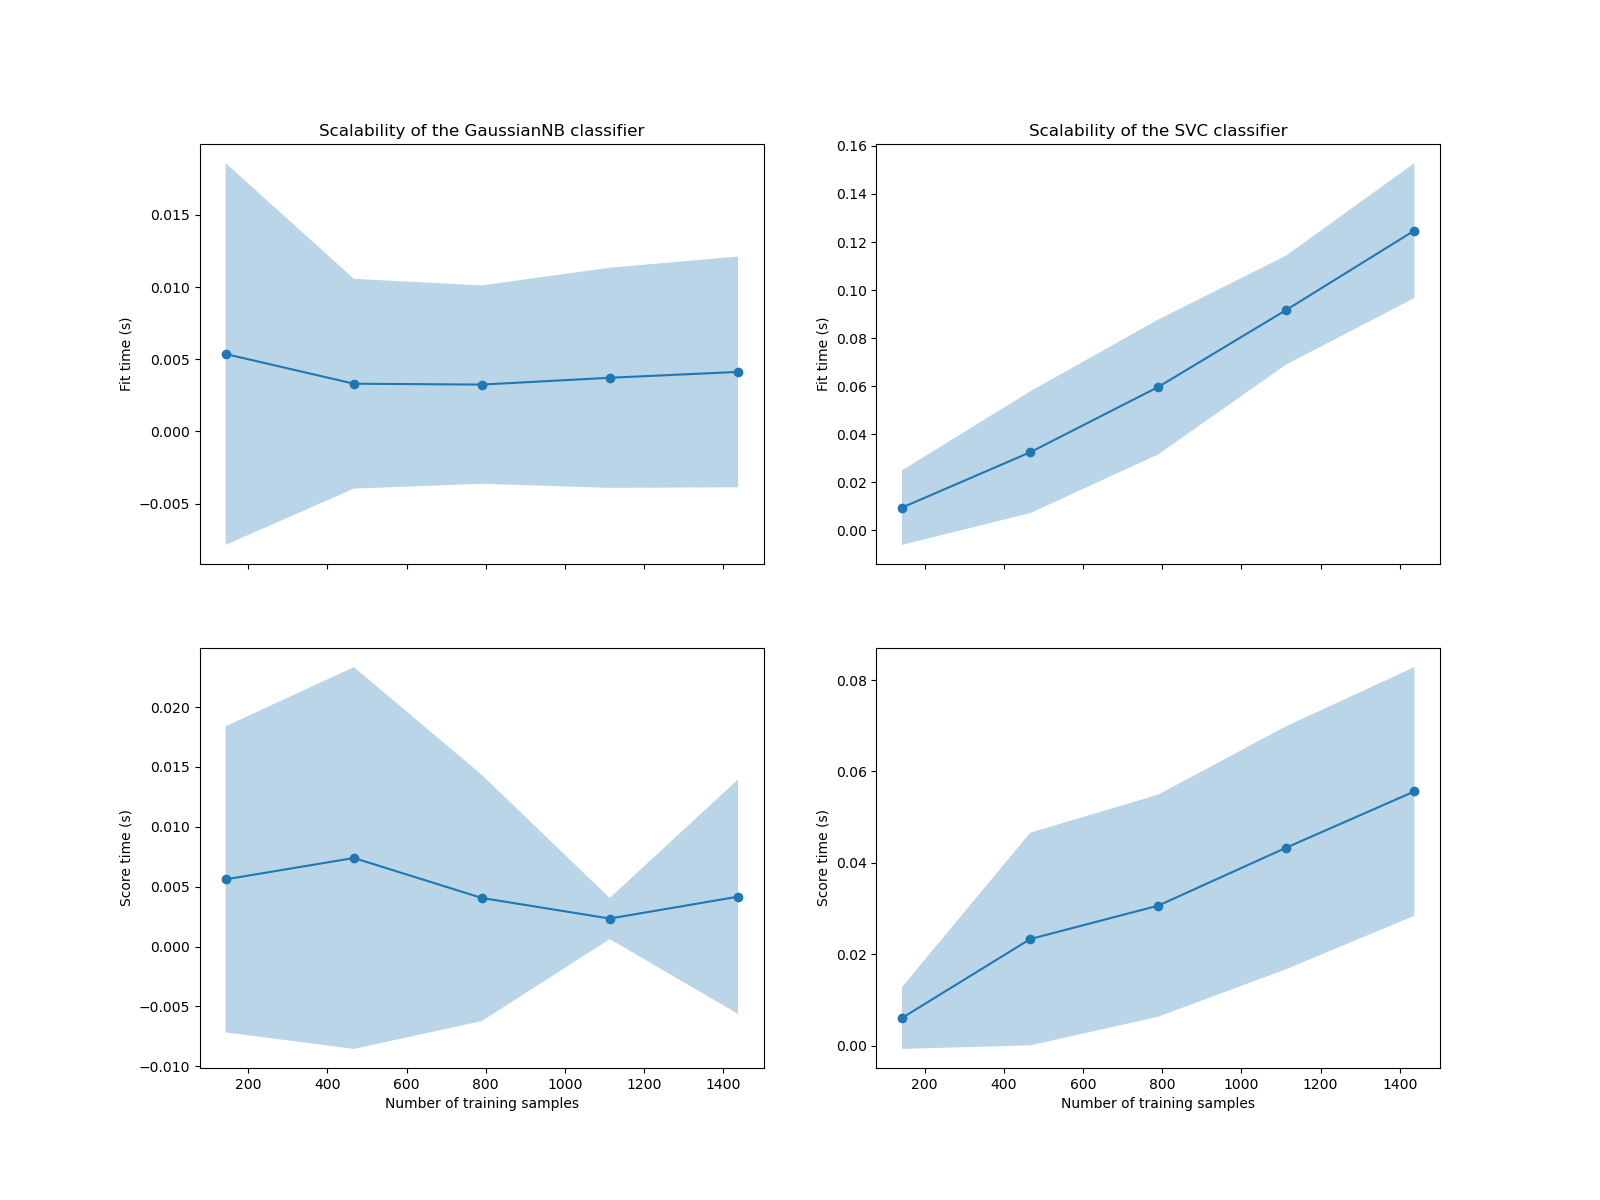 Scalability of the GaussianNB classifier
Fit time (s)
0.015
0.010
0.005
0.000
−0.005
Scalability of the SVC classifier
Fit time (s)
0.16
0.14
0.12
0.10
0.08
0.06
0.04
0.02
0.00
Score time (s)
0.020
0.015
0.010
0.005
0.000
−0.005
−0.010
200 400 600 800 1000 1200 1400
Number of training samples
Score time (s)
0.08
0.06
0.04
0.02
0.00
200 400 600 800 1000 1200 1400
Number of training samples